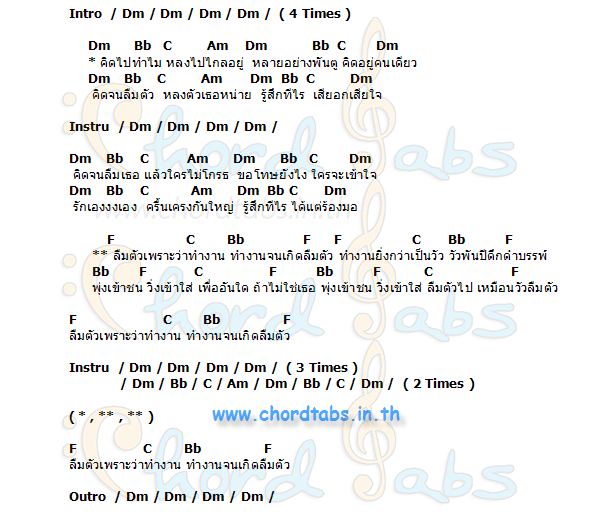 Intro / Dm / Dm / Dm / Dm / ( 4 Times )
Dm Bb C Am Dm Bb C Dm
* คิดไปทำไม หลงไปไกลอยู่ หลายอย่างพันตู คิดอยู่คนเดียว
Dm Bb C Am Dm Bb C Dm
คิดจนลืมตัว หลงตัวเธอหน่าย รู้สึกทีไร เสียอกเสียใจ
Instru / Dm / Dm / Dm / Dm /
Dm Bb C Am Dm Bb C Dm
คิดจนลืมเธอ แล้วใครไม่โกรธ ขอโทษยังไง ใครจะเข้าใจ
Dm Bb C Am Dm Bb C Dm
รักเองงงเอง ครื้นเครงกันใหญ่ รู้สึกทีไร ได้แต่ร้องมอ
F C Bb F F C Bb F
** ลืมตัวเพราะว่าทำงาน ทำงานจนเกิดลืมตัว ทำงานยิ่งกว่าเป็นวัว วัวพันปีดึกดำบรรพ์
Bb F C F Bb F C F
พุ่งเข้าชน วิ่งเข้าใส่ เพื่ออันใด ถ้าไม่ใช่เธอ พุ่งเข้าชน วิ่งเข้าใส่ ลืมตัวไป เหมือนวัวลืมตัว
F C Bb F
ลืมตัวเพราะว่าทำงาน ทำงานจนเกิดลืมตัว
Instru / Dm / Dm / Dm / Dm / ( 3 Times )
/ Dm / Bb / C / Am / Dm / Bb / C / Dm / ( 2 Times )
( * , ** , ** )
www.chordtabs.in.th
F C Bb F
ลืมตัวเพราะว่าทำงาน ทำงานจนเกิดลืมตัว
Outro / Dm / Dm / Dm / Dm /